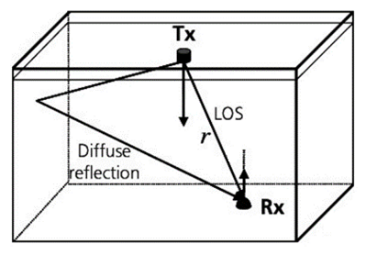 Tx
LOS
r
Diffuse
reflection
Rx